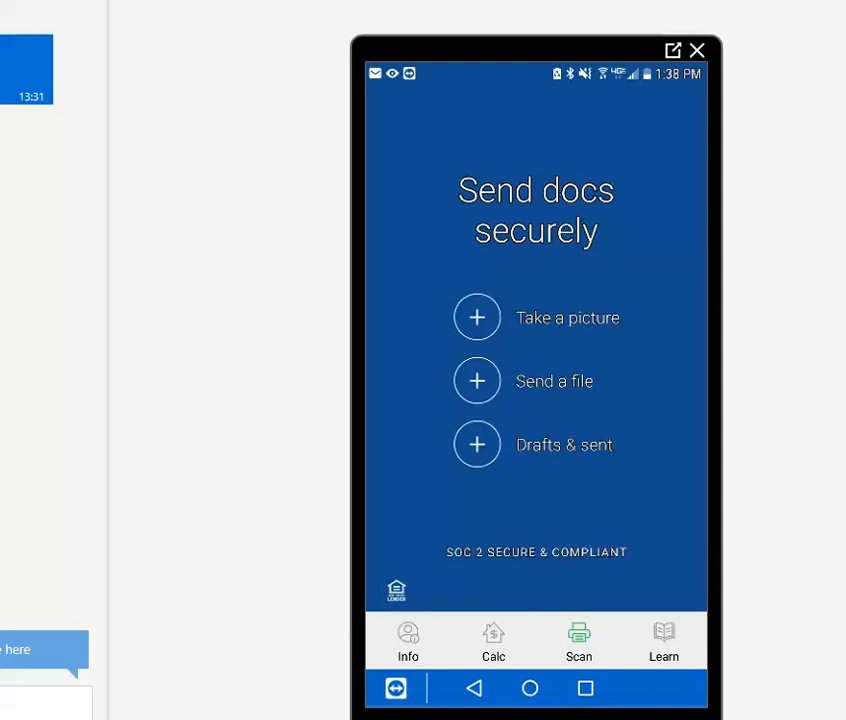 13:31
1:38 PM
Send docs
securely
Take a picture
Send a file
Drafts & sent
SOC 2 SECURE & COMPLIANT
LENDER
Info
Calc
Scan
Learn
here